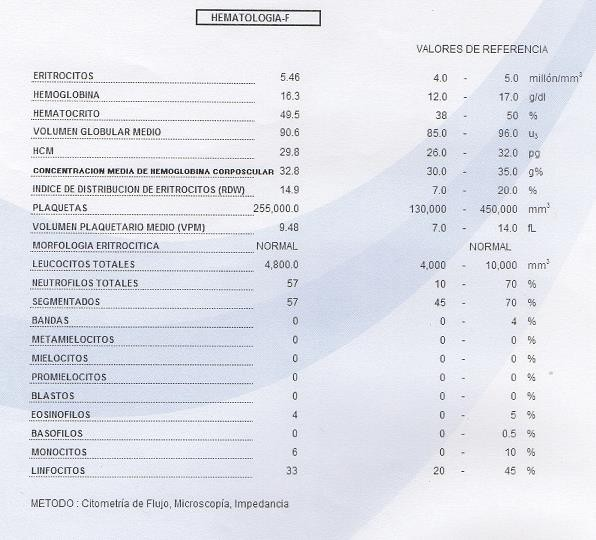 HEMATOLOGIA-F
VALORES DE REFERENCIA
ERITROCITOS 5.46 4.0 - 5.0 millón/mm3
HEMOGLOBINA 16.3 12.0 - 17.0 g/dl
HEMATOCRITO 49.5 38 - 50 %
VOLUMEN GLOBULAR MEDIO 90.6 85.0 - 96.0 u3
HCM 29.8 26.0 - 32.0 pg
CONCENTRACION MEDIA DE HEMOGLOBINA CORPOSCULAR 32.8 30.0 - 35.0 g%
INDICE DE DISTRIBUCION DE ERITROCITOS (RDW) 14.9 7.0 - 20.0 %
PLAQUETAS 255,000.0 130,000 - 450,000 mm3
VOLUMEN PLAQUETARIO MEDIO (VPM) 9.48 7.0 - 14.0 fL
MORFOLOGIA ERITROCITICA NORMAL NORMAL
LEUCOCITOS TOTALES 4,800.0 4,000 - 10,000 mm3
NEUTROFILOS TOTALES 57 10 - 70 %
SEGMENTADOS 57 45 - 70 %
BANDAS 0 0 - 4 %
METAMIELOCITOS 0 0 - 0 %
MIELOCITOS 0 0 - 0 %
PROMIELOCITOS 0 0 - 0 %
BLASTOS 0 0 - 0 %
EOSINOFILOS 4 0 - 5 %
BASOFILOS 0 0 - 0.5 %
MONOCITOS 6 0 - 10 %
LINFOCITOS 33 20 - 45 %
METODO : Citometría de Flujo, Microscopía, Impedancia